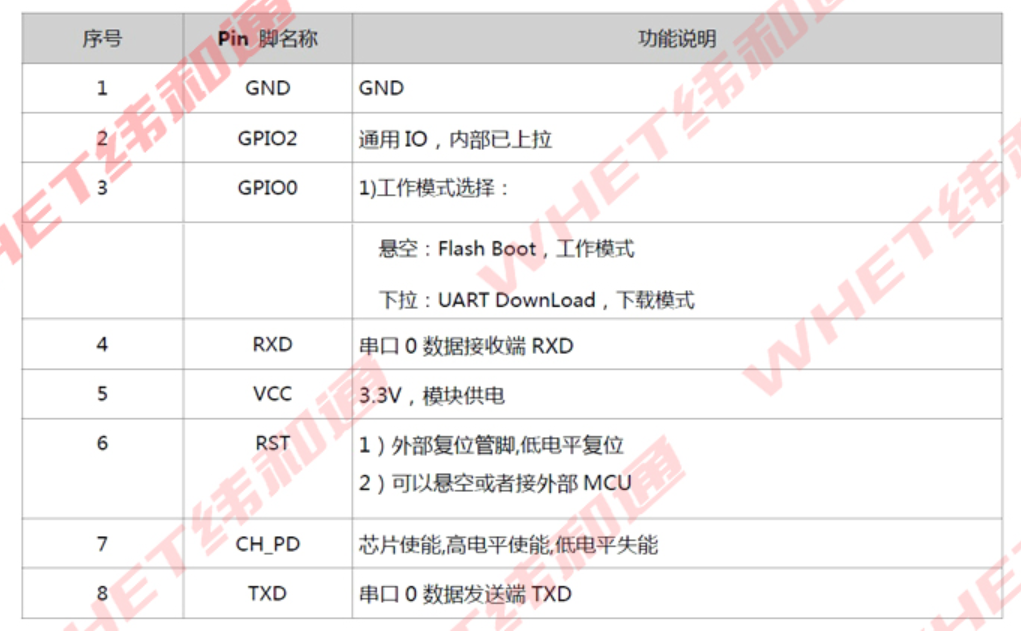 序号 Pin 脚名称 功能说明
1 GND GND
2 GPIO2 通用 IO，内部已上拉
3 GPIO0 1)工作模式选择：
悬空：Flash Boot，工作模式
下拉：UART DownLoad，下载模式
4 RXD 串口 0 数据接收端 RXD
5 VCC 3.3V，模块供电
6 RST 1）外部复位管脚,低电平复位
2）可以悬空或者接外部 MCU
7 CH_PD 芯片使能,高电平使能,低电平失能
8 TXD 串口 0 数据发送端 TXD
WHET纬和通
WHET纬和通
WHET纬和通